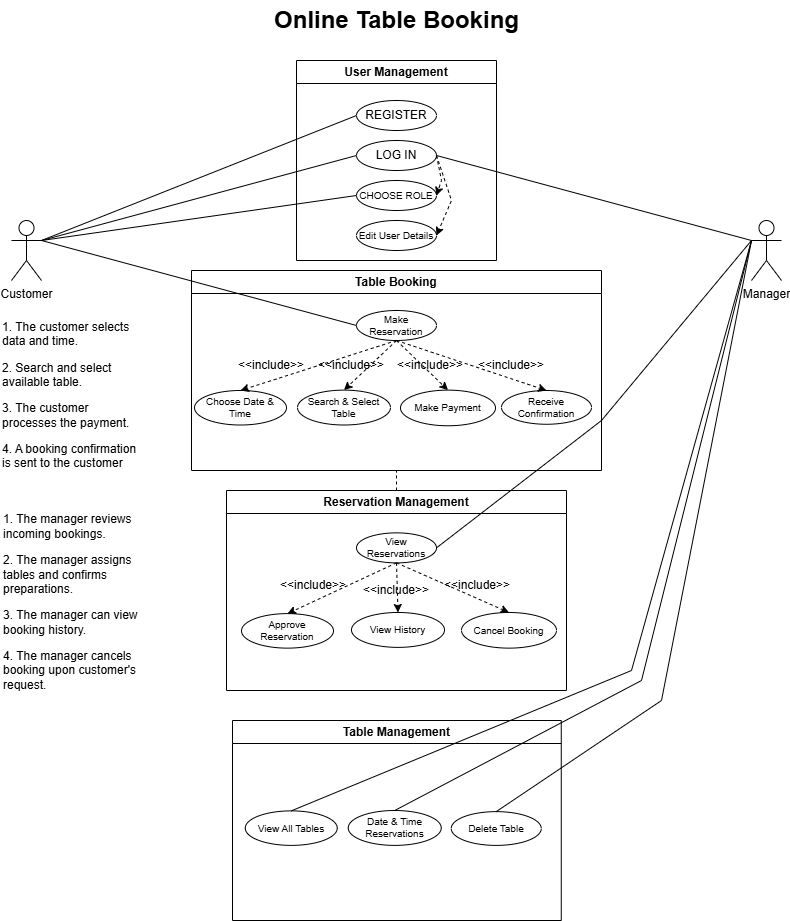 Online Table Booking
User Management
REGISTER
LOG IN
CHOOSE ROLE
Edit User Details
Customer
Manager
Table Booking
Make
Reservation
<<include>>
<<include>>
<<include>>
<<include>>
Choose Date &
Time
Search & Select
Table
Make Payment
Receive
Confirmation
1. The customer selects
data and time.
2. Search and select
available table.
3. The customer
processes the payment.
4. A booking confirmation
is sent to the customer
Reservation Management
View
Reservations
<<include>>
<<include>>
<<include>>
Approve
Reservation
View History
Cancel Booking
1. The manager reviews
incoming bookings.
2. The manager assigns
tables and confirms
preparations.
3. The manager can view
booking history.
4. The manager cancels
booking upon customer's
request.
Table Management
View All Tables
Date & Time
Reservations
Delete Table